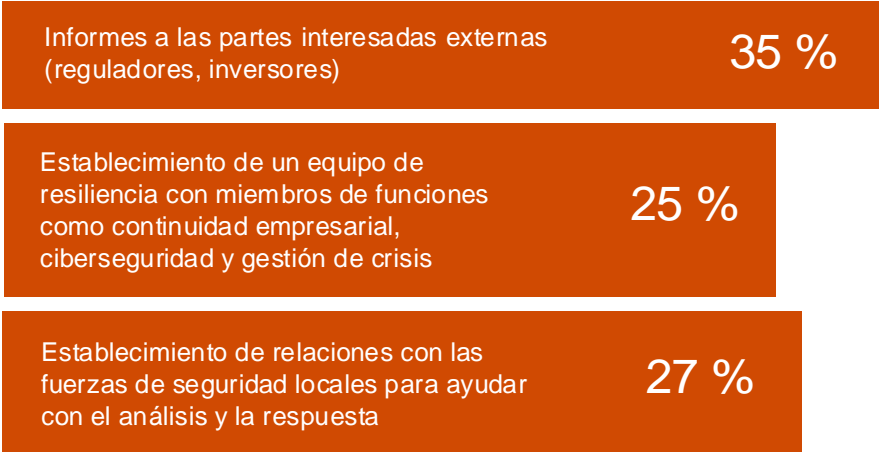 Informes a las partes interesadas externas
(reguladores, inversores)
35 %
Establecimiento de un equipo de
resiliencia con miembros de funciones
como continuidad empresarial,
ciberseguridad y gestión de crisis
25 %
Establecimiento de relaciones con las
fuerzas de seguridad locales para ayudar
con el análisis y la respuesta
27 %